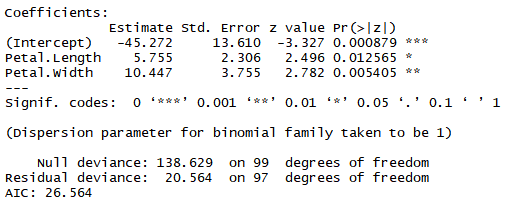 Coefficients:
Estimate Std. Error z value Pr(>|z|)
(Intercept) -45.272 13.610 -3.327 0.000879 ***
Petal.Length 5.755 2.306 2.496 0.012565 *
Petal.Width 10.447 3.755 2.782 0.005405 **
---
Signif. codes: 0 ‘***’ 0.001 ‘**’ 0.01 ‘*’ 0.05 ‘.’ 0.1 ‘ ’ 1
(Dispersion parameter for binomial family taken to be 1)
Null deviance: 138.629 on 99 degrees of freedom
Residual deviance: 20.564 on 97 degrees of freedom
AIC: 26.564